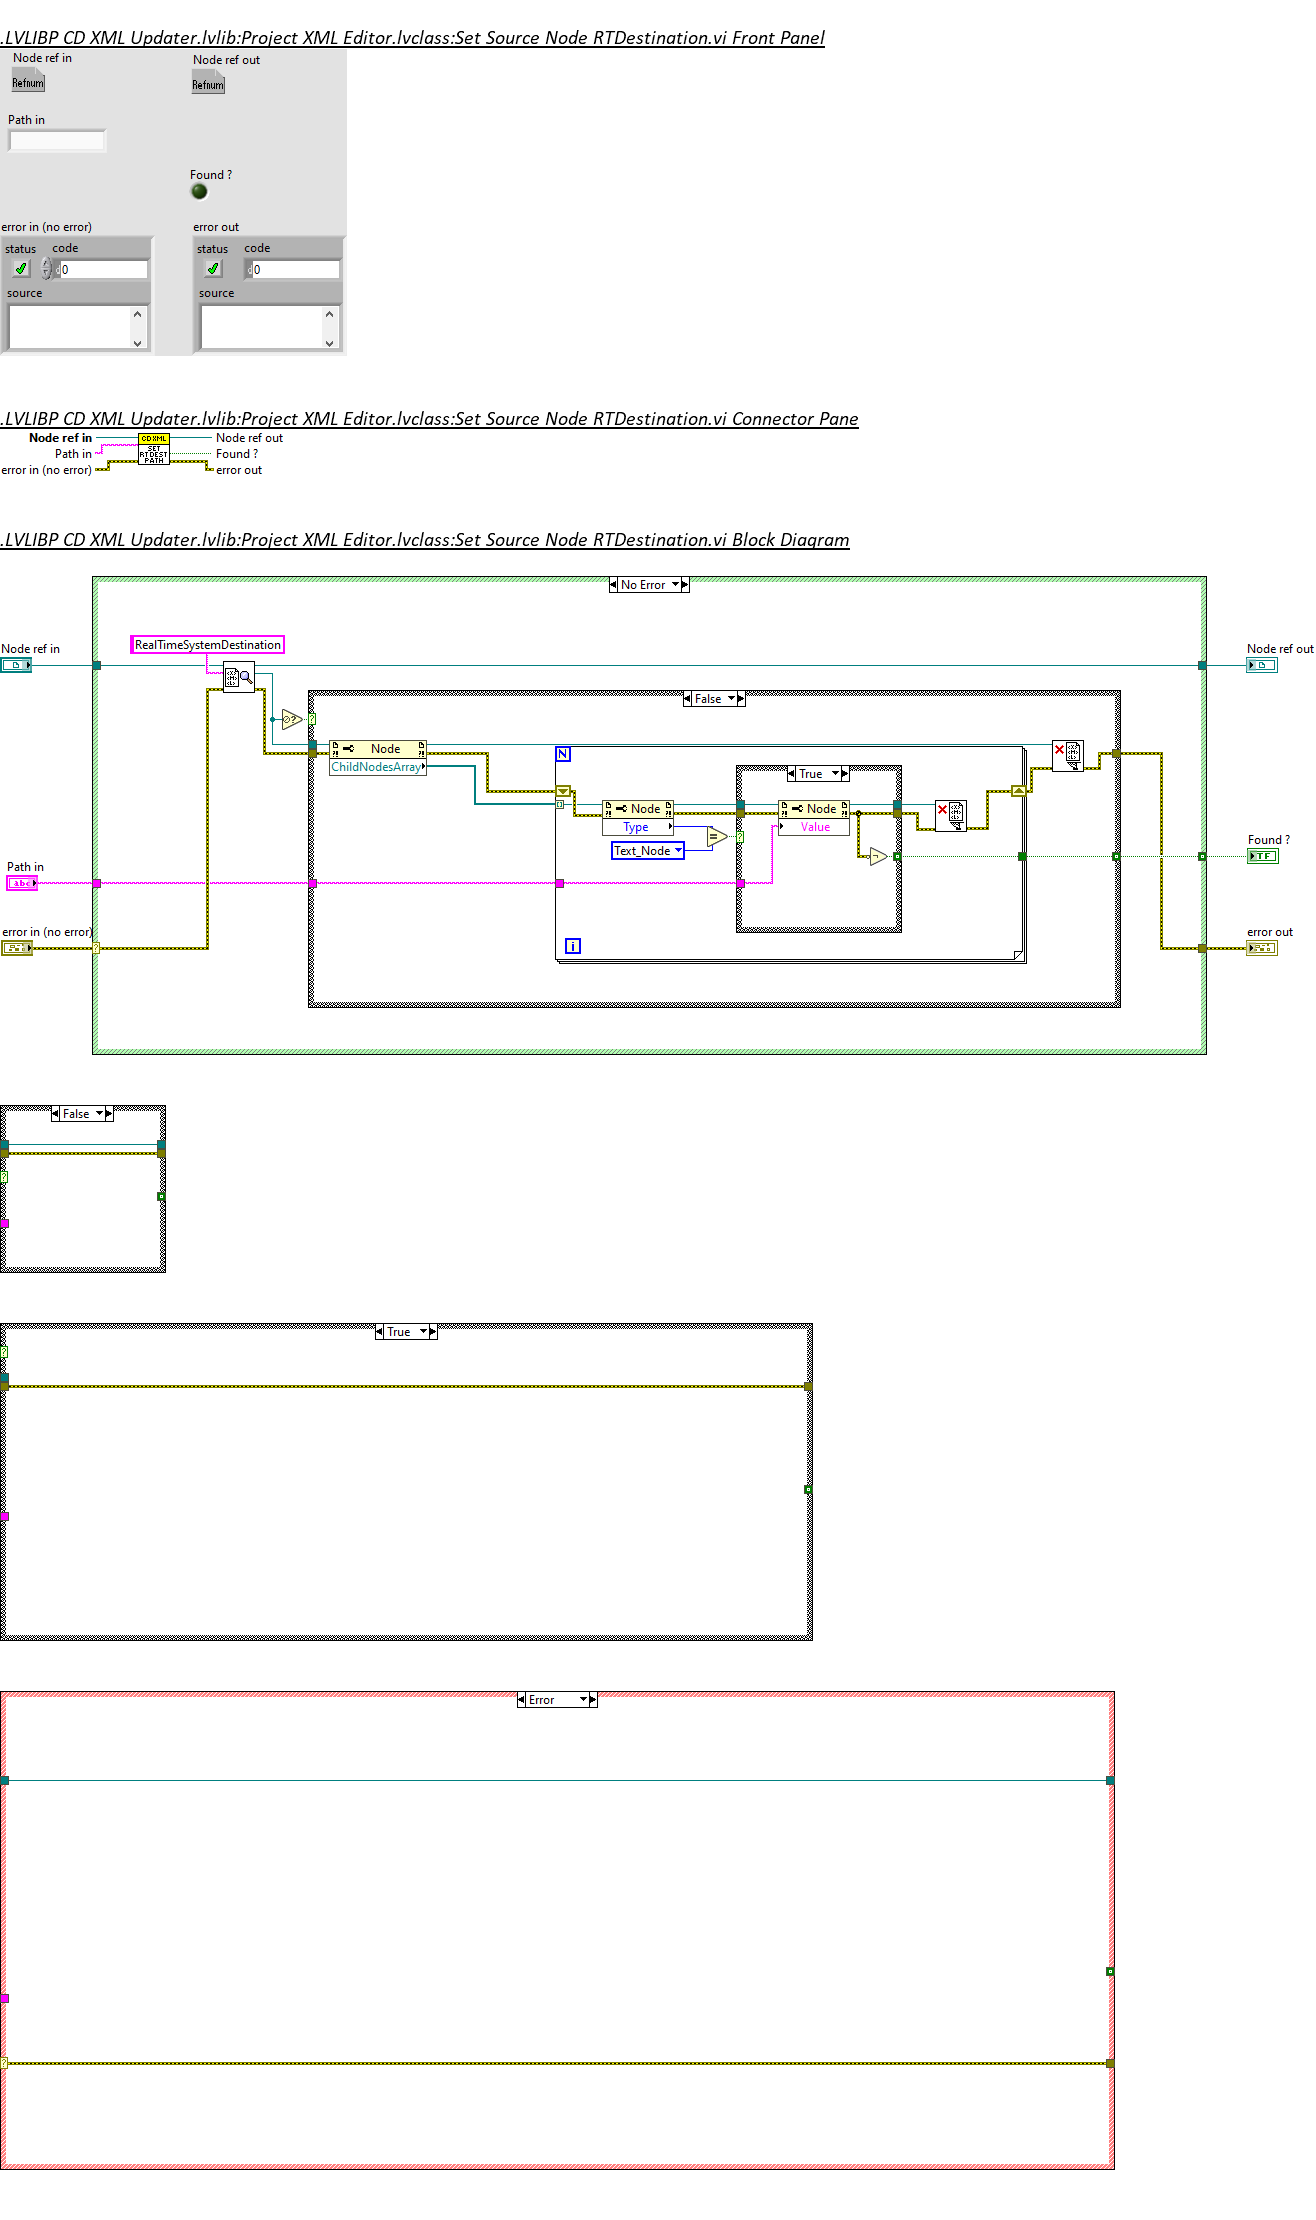 .LVLIBP CD XML Updater.lvlib:Project XML Editor.lvclass:Set Source Node RTDestination.vi Front Panel
Node ref in
Node ref out
Refnum
Refnum
Path in
Found ?
error in (no error)
error out
status code
status code
d 0
d 0
source
source
.LVLIBP CD XML Updater.lvlib:Project XML Editor.lvclass:Set Source Node RTDestination.vi Connector Pane
Node ref in
CDXML
Node ref out
Path in
SET
RTDEST
PATH
Found ?
error in (no error)
error out
.LVLIBP CD XML Updater.lvlib:Project XML Editor.lvclass:Set Source Node RTDestination.vi Block Diagram
No Error
RealTimeSystemDestination
Node ref in
Node ref out
False
?
?
Node
ChildNodesArray
N
True
Node
Type
=
Text_Node
?
Node
Value
Path in
abc
Found ?
TF
error in (no error)
?
i
error out
False
?
True
?
Error
?